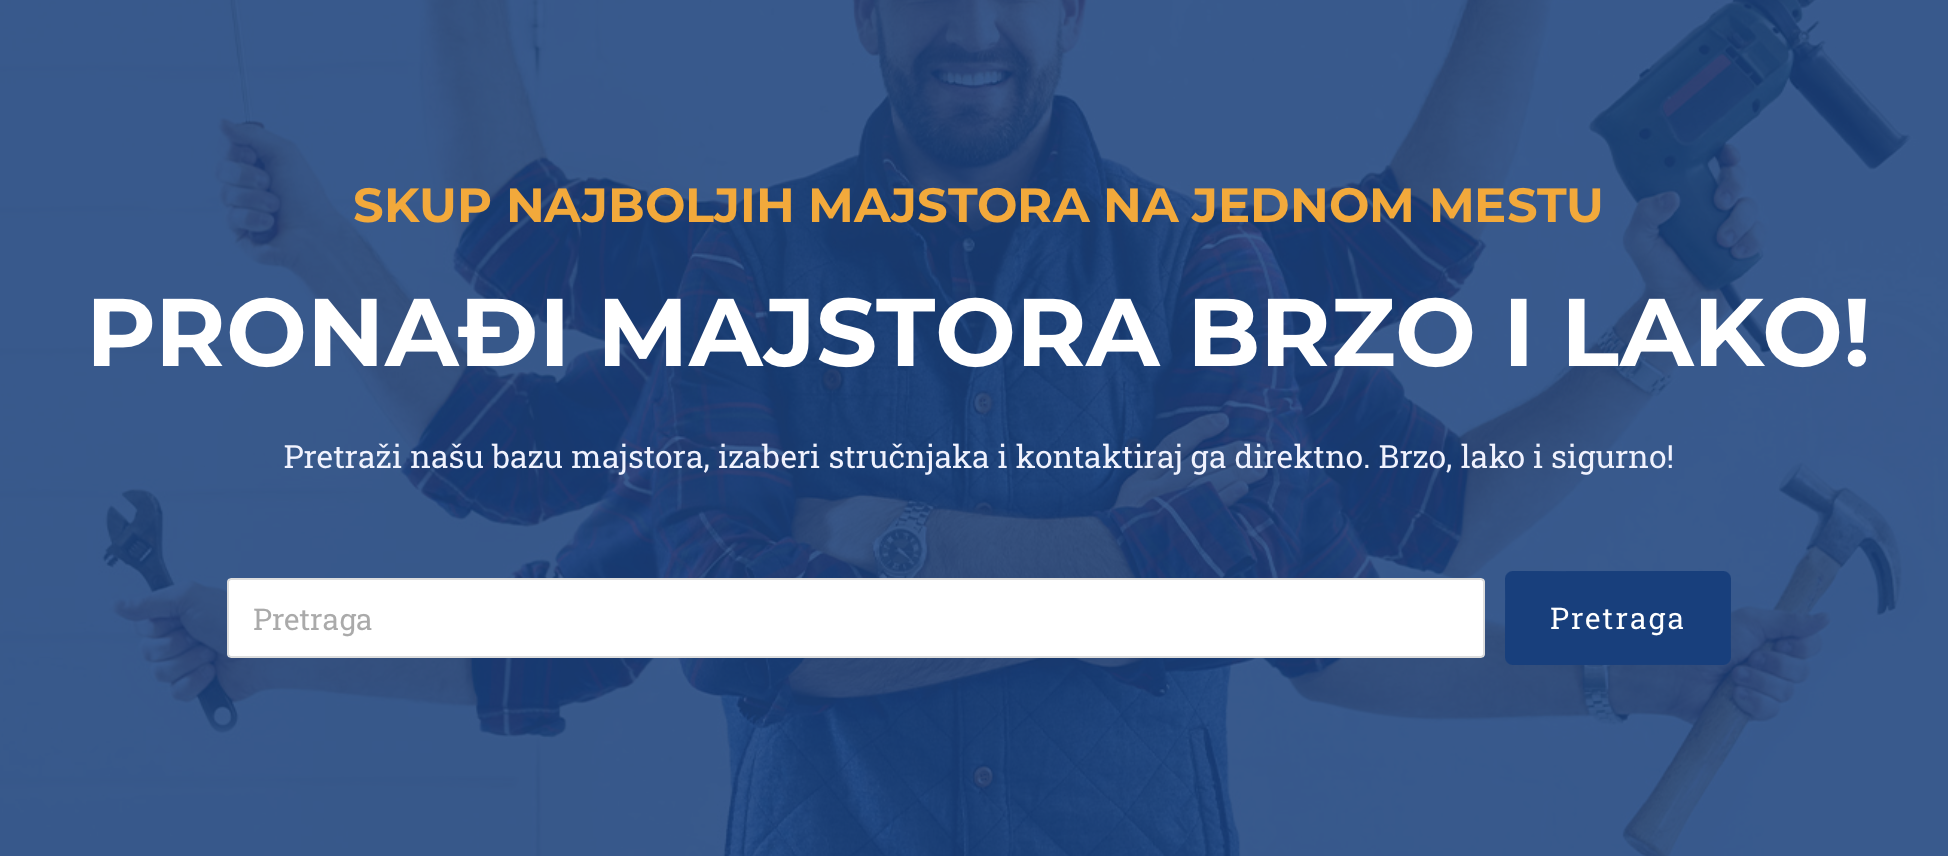 SKUP NAJBOLJIH MAJSTORA NA JEDNOM MESTU
PRONAĐI MAJSTORA BRZO I LAKO!
Pretraži našu bazu majstora, izaberi stručnjaka i kontaktiraj ga direktno. Brzo, lako i sigurno!
Pretraga
Pretraga